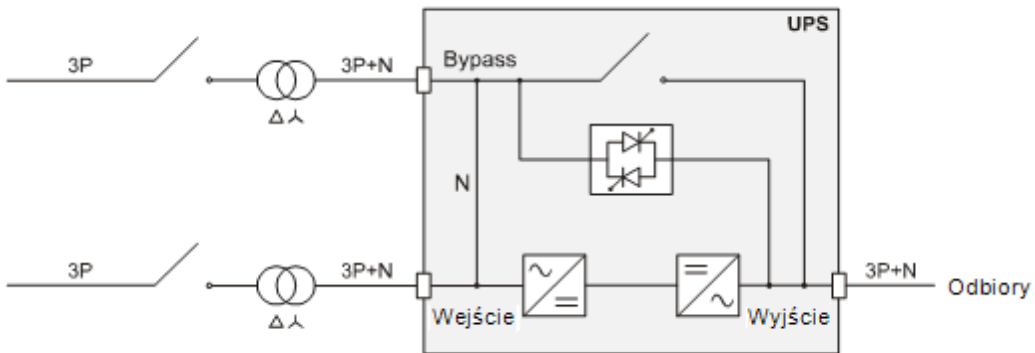 UPS
3P
3P+N
Bypass
Δ
N
3P
3P+N
3P+N
Odbiory
Wejście
Wyjście
Δ